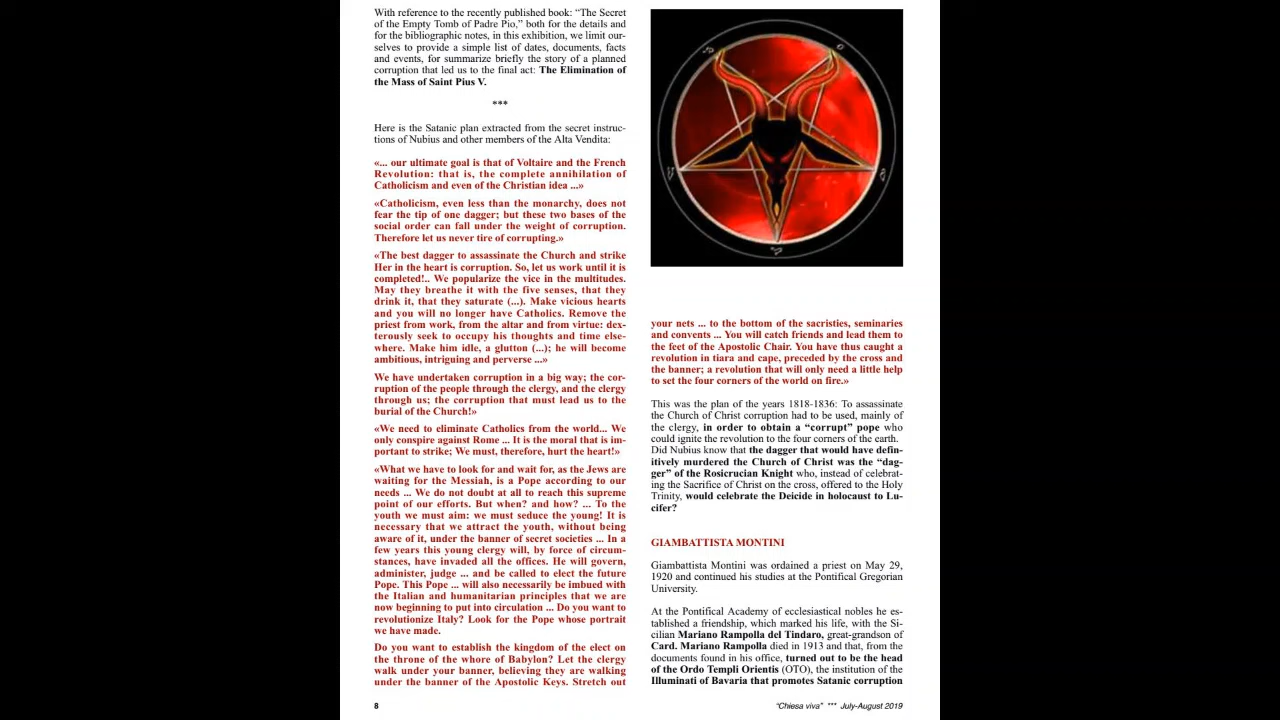 With reference to the recently published book: “The Secret
of the Empty Tomb of Padre Pio,” both for the details and
for the bibliographic notes, in this exhibition, we limit our-
selves to provide a simple list of dates, documents, facts
and events, for summarize briefly the story of a planned
corruption that led us to the final act: The Elimination of
the Mass of Saint Pius V.
***
Here is the Satanic plan extracted from the secret instruc-
tions of Nubius and other members of the Alta Vendita:
«... our ultimate goal is that of Voltaire and the French
Revolution: that is, the complete annihilation of
Catholicism and even of the Christian idea ...»
«Catholicism, even less than the monarchy, does not
fear the tip of one dagger; but these two bases of the
social order can fall under the weight of corruption.
Therefore let us never tire of corrupting.»
«The best dagger to assassinate the Church and strike
Her in the heart is corruption. So, let us work until it is
completed!.. We popularize the vice in the multitudes.
May they breathe it with the five senses, that they
drink it, that they saturate (...). Make vicious hearts
and you will no longer have Catholics. Remove the
priest from work, from the altar and from virtue: dex-
terously seek to occupy his thoughts and time else-
where. Make him idle, a glutton (...); he will become
ambitious, intriguing and perverse ...»
We have undertaken corruption in a big way; the cor-
ruption of the people through the clergy, and the clergy
through us; the corruption that must lead us to the
burial of the Church!»
«We need to eliminate Catholics from the world... We
only conspire against Rome ... It is the moral that is im-
portant to strike; We must, therefore, hurt the heart!»
«What we have to look for and wait for, as the Jews are
waiting for the Messiah, is a Pope according to our
needs ... We do not doubt at all to reach this supreme
point of our efforts. But when? and how? ... To the
youth we must aim: we must seduce the young! It is
necessary that we attract the youth, without being
aware of it, under the banner of secret societies ... In a
few years this young clergy will, by force of circum-
stances, have invaded all the offices. He will govern,
administer, judge ... and be called to elect the future
Pope. This Pope ... will also necessarily be imbued with
the Italian and humanitarian principles that we are
now beginning to put into circulation ... Do you want to
revolutionize Italy? Look for the Pope whose portrait
we have made.
Do you want to establish the kingdom of the elect on
the throne of the whore of Babylon? Let the clergy
walk under your banner, believing they are walking
under the banner of the Apostolic Keys. Stretch out
your nets ... to the bottom of the sacristies, seminaries
and convents ... You will catch friends and lead them to
the feet of the Apostolic Chair. You have thus caught a
revolution in tiara and cape, preceded by the cross and
the banner; a revolution that will only need a little help
to set the four corners of the world on fire.»
This was the plan of the years 1818-1836: To assassinate
the Church of Christ corruption had to be used, mainly of
the clergy, in order to obtain a “corrupt” pope who
could ignite the revolution to the four corners of the earth.
Did Nubius know that the dagger that would have defin-
itively murdered the Church of Christ was the “dag-
ger” of the Rosicrucian Knight who, instead of celebrat-
ing the Sacrifice of Christ on the cross, offered to the Holy
Trinity, would celebrate the Deicide in holocaust to Lu-
cifer?
GIAMBATTISTA MONTINI
Giambattista Montini was ordained a priest on May 29,
1920 and continued his studies at the Pontifical Gregorian
University.
At the Pontifical Academy of ecclesiastical nobles he es-
tablished a friendship, which marked his life, with the Si-
cilian Mariano Rampolla del Tindaro, great-grandson of
Card. Mariano Rampolla died in 1913 and that, from the
documents found in his office, turned out to be the head
of the Ordo Templi Orientis (OTO), the institution of the
Illuminati of Bavaria that promotes Satanic corruption
8
“Chiesa viva” *** July-August 2019